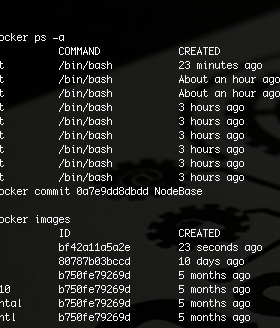 ocker ps -a
COMMAND CREATED
t /bin/bash 23 minutes ago
t /bin/bash About an hour ago
t /bin/bash About an hour ago
t /bin/bash 3 hours ago
t /bin/bash 3 hours ago
t /bin/bash 3 hours ago
t /bin/bash 3 hours ago
t /bin/bash 3 hours ago
t /bin/bash 3 hours ago
ocker commit 0a7e9dd8dbdd NodeBase
ocker images
ID CREATED
bf42a11a5a2e 23 seconds ago
80787b03bccd 10 days ago
t b750fe79269d 5 months ago
10 b750fe79269d 5 months ago
ntal b750fe79269d 5 months ago
ntl b750fe79269d 5 months ago